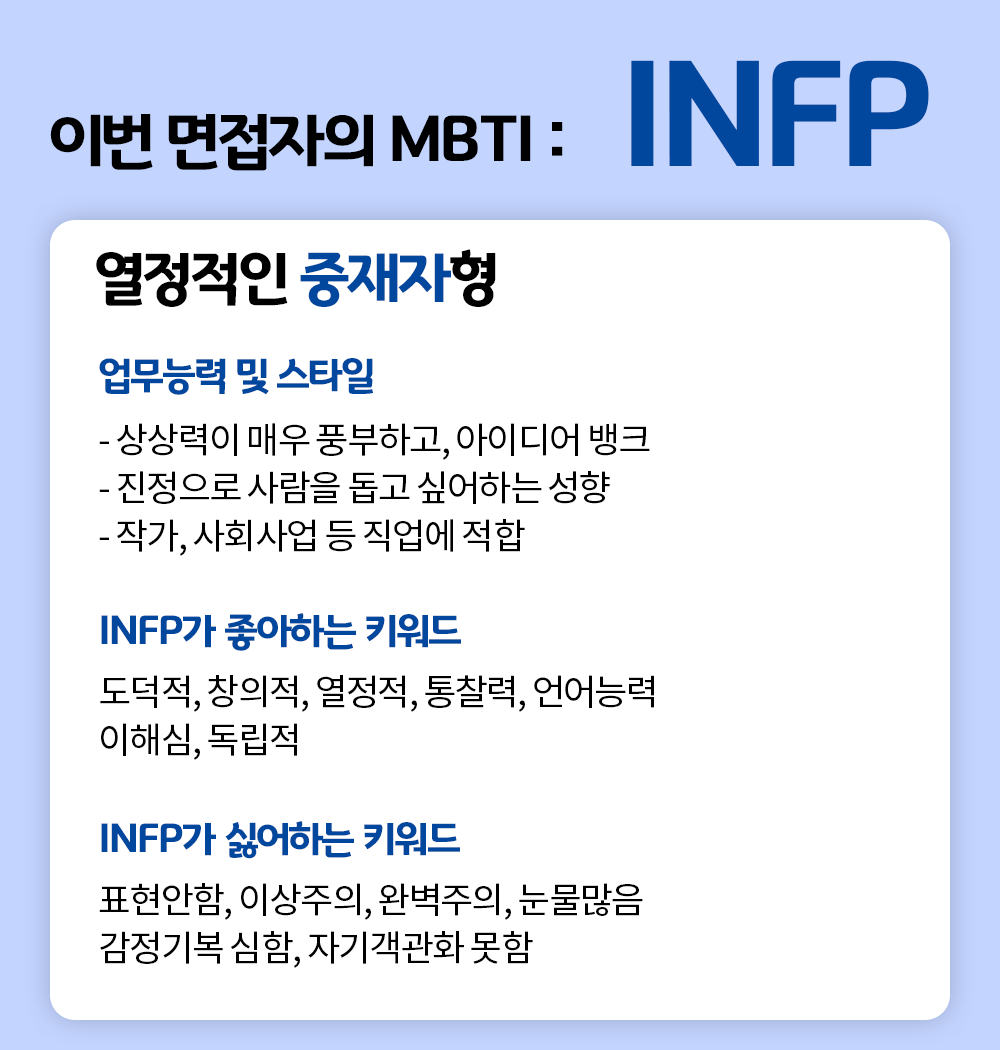 이번 면접자의 MBTI : INFP
열정적인 중재자형
업무능력 및 스타일
- 상상력이 매우 풍부하고, 아이디어 뱅크
- 진정으로 사람을 돕고 싶어하는 성향
- 작가, 사회사업 등 직업에 적합
INFP가 좋아하는 키워드
도덕적, 창의적, 열정적, 통찰력, 언어능력
이해심, 독립적
INFP가 싫어하는 키워드
표현안함, 이상주의, 완벽주의, 눈물많음
감정기복 심함, 자기객관화 못함